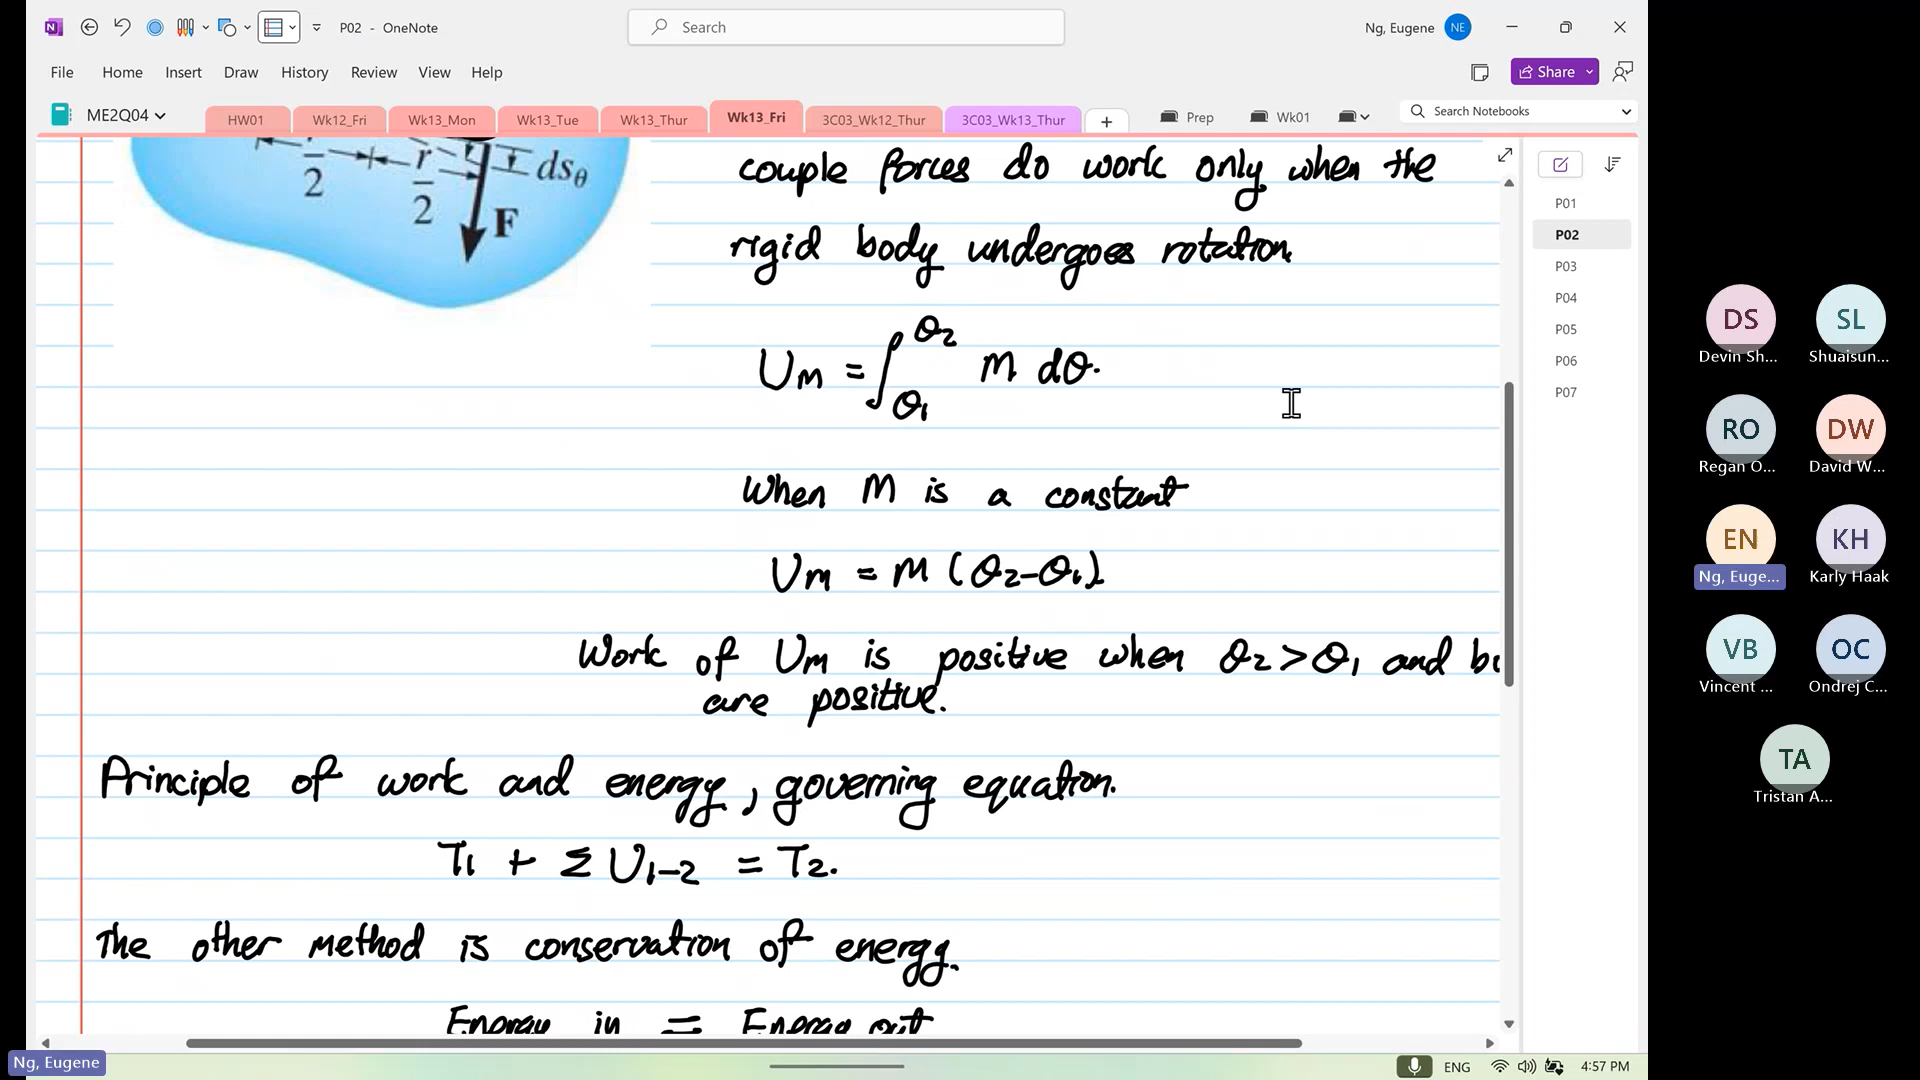 P02 - OneNote
Search
Ng, Eugene
NE
File
Home
Insert
Draw
History
Review
View
Help
Share
ME2Q04
HW01
Wk12_Fri
Wk13_Mon
Wk13_Tue
Wk13_Thur
Wk13_Fri
3C03_Wk12_Thur
3C03_Wk13_Thur
+
Prep
Wk01
Search Notebooks
P01
P02
P03
P04
P05
P06
P07
2
r
2
dsθ
F
couple forces do work only when the
rigid body undergoes rotation.
UM = ∫θ1^θ2 M dθ.
When M is a constant
UM = M (θ2-θ1)
Work of UM is positive when θ2 > θ1 and
are positive.
Principle of work and energy, governing equation.
T1 + Σ U1-2 = T2.
The other method is conservation of energy.
Energy in = Energy out
DS
Devin Sh...
SL
Shuaisun...
RO
Regan O...
DW
David W...
EN
Ng, Euge...
KH
Karly Haak
VB
Vincent ...
OC
Ondrej C...
TA
Tristan A...
Ng, Eugene
ENG
4:57 PM